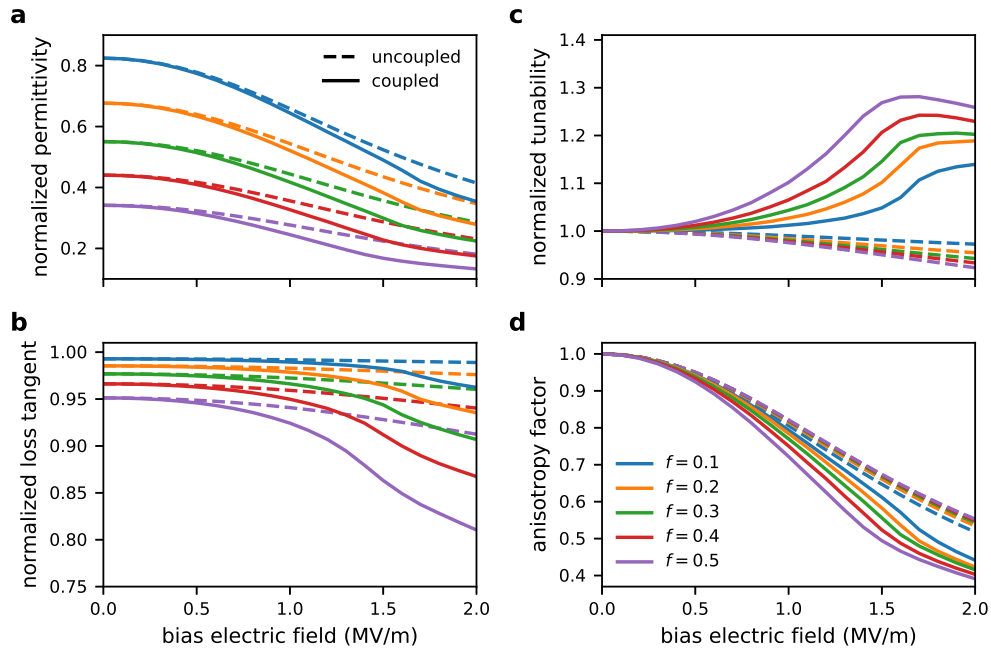 a
normalized permittivity
0.8
0.6
0.4
0.2
uncoupled
coupled
c
normalized tunability
1.4
1.3
1.2
1.1
1.0
0.9
b
normalized loss tangent
1.00
0.95
0.90
0.85
0.80
0.75
0.0 0.5 1.0 1.5 2.0
bias electric field (MV/m)
d
anisotropy factor
1.0
0.9
0.8
0.7
0.6
0.5
0.4
f = 0.1
f = 0.2
f = 0.3
f = 0.4
f = 0.5
0.0 0.5 1.0 1.5 2.0
bias electric field (MV/m)